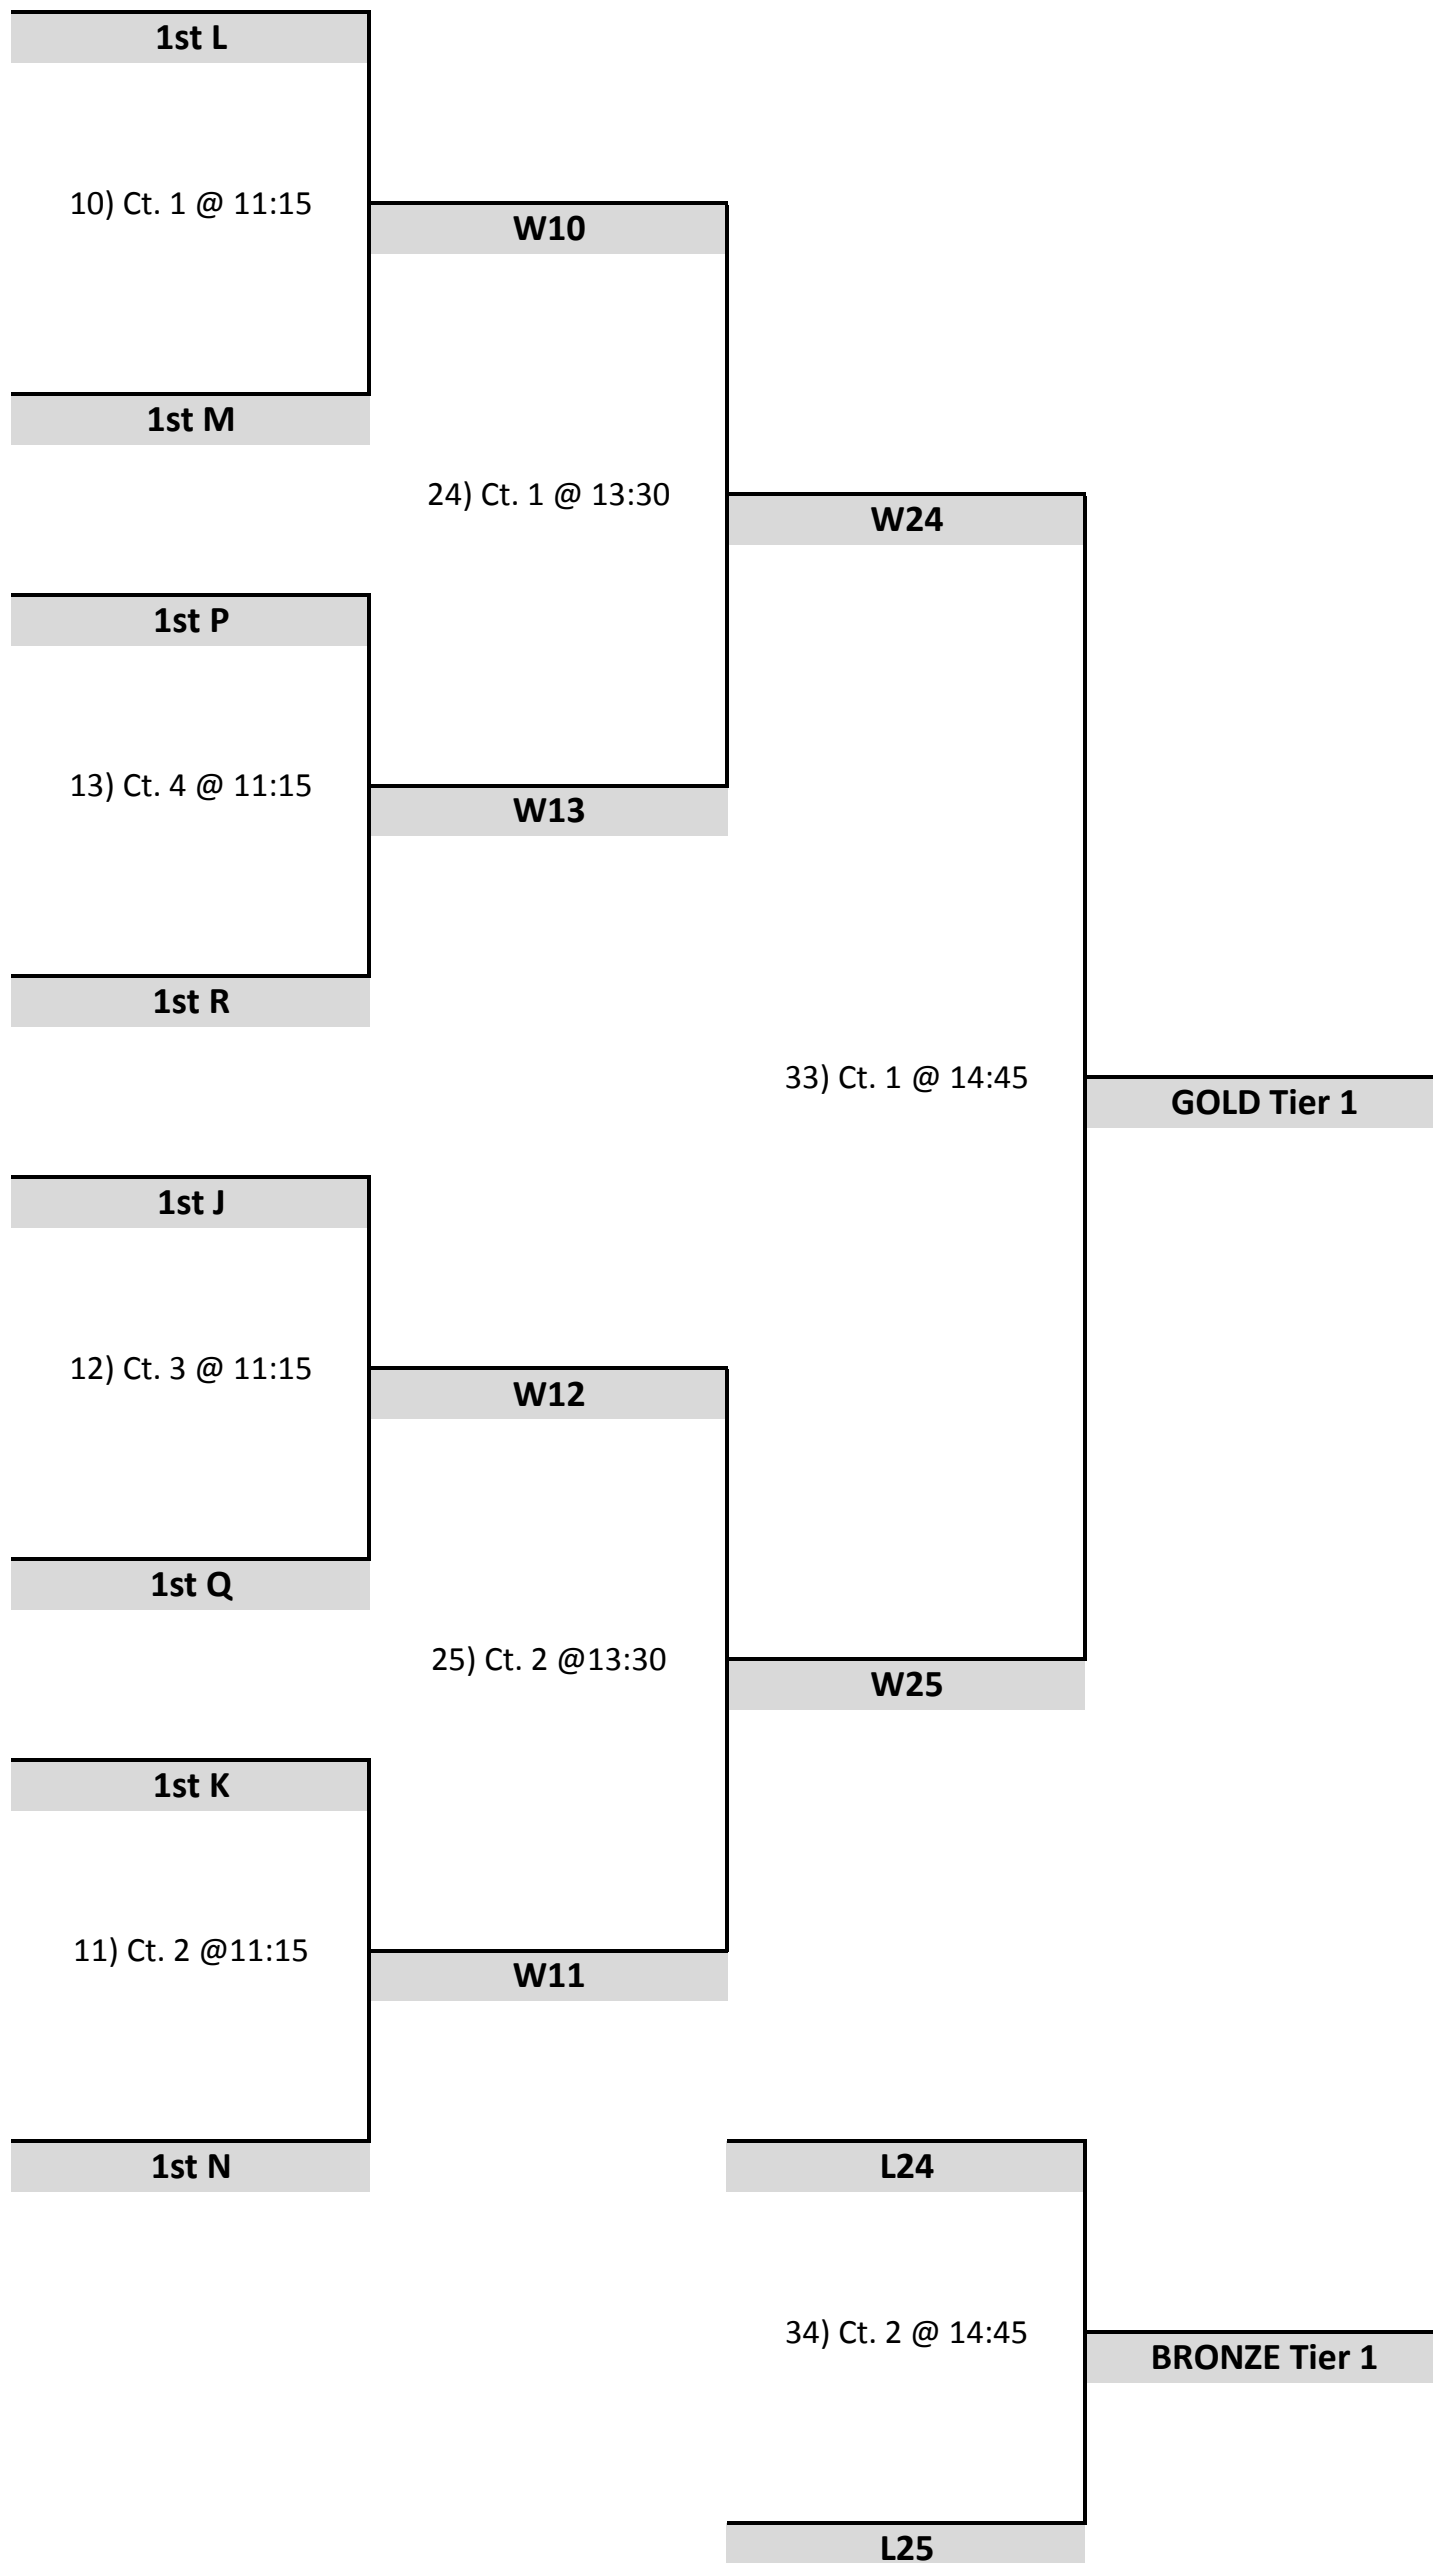 1st L
10) Ct. 1 @ 11:15
W10
1st M
24) Ct. 1 @ 13:30
W24
1st P
13) Ct. 4 @ 11:15
W13
1st R
33) Ct. 1 @ 14:45
GOLD Tier 1
1st J
12) Ct. 3 @ 11:15
W12
1st Q
25) Ct. 2 @13:30
W25
1st K
11) Ct. 2 @11:15
W11
1st N
L24
34) Ct. 2 @ 14:45
BRONZE Tier 1
L25